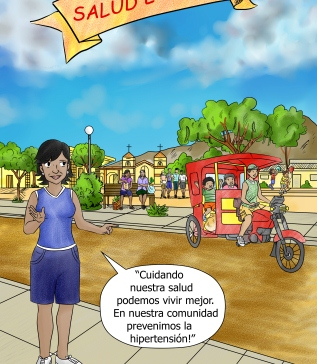 SALUD
"Cuidando
nuestra salud
podemos vivir mejor.
En nuestra comunidad
prevenimos la
hipertensión!"